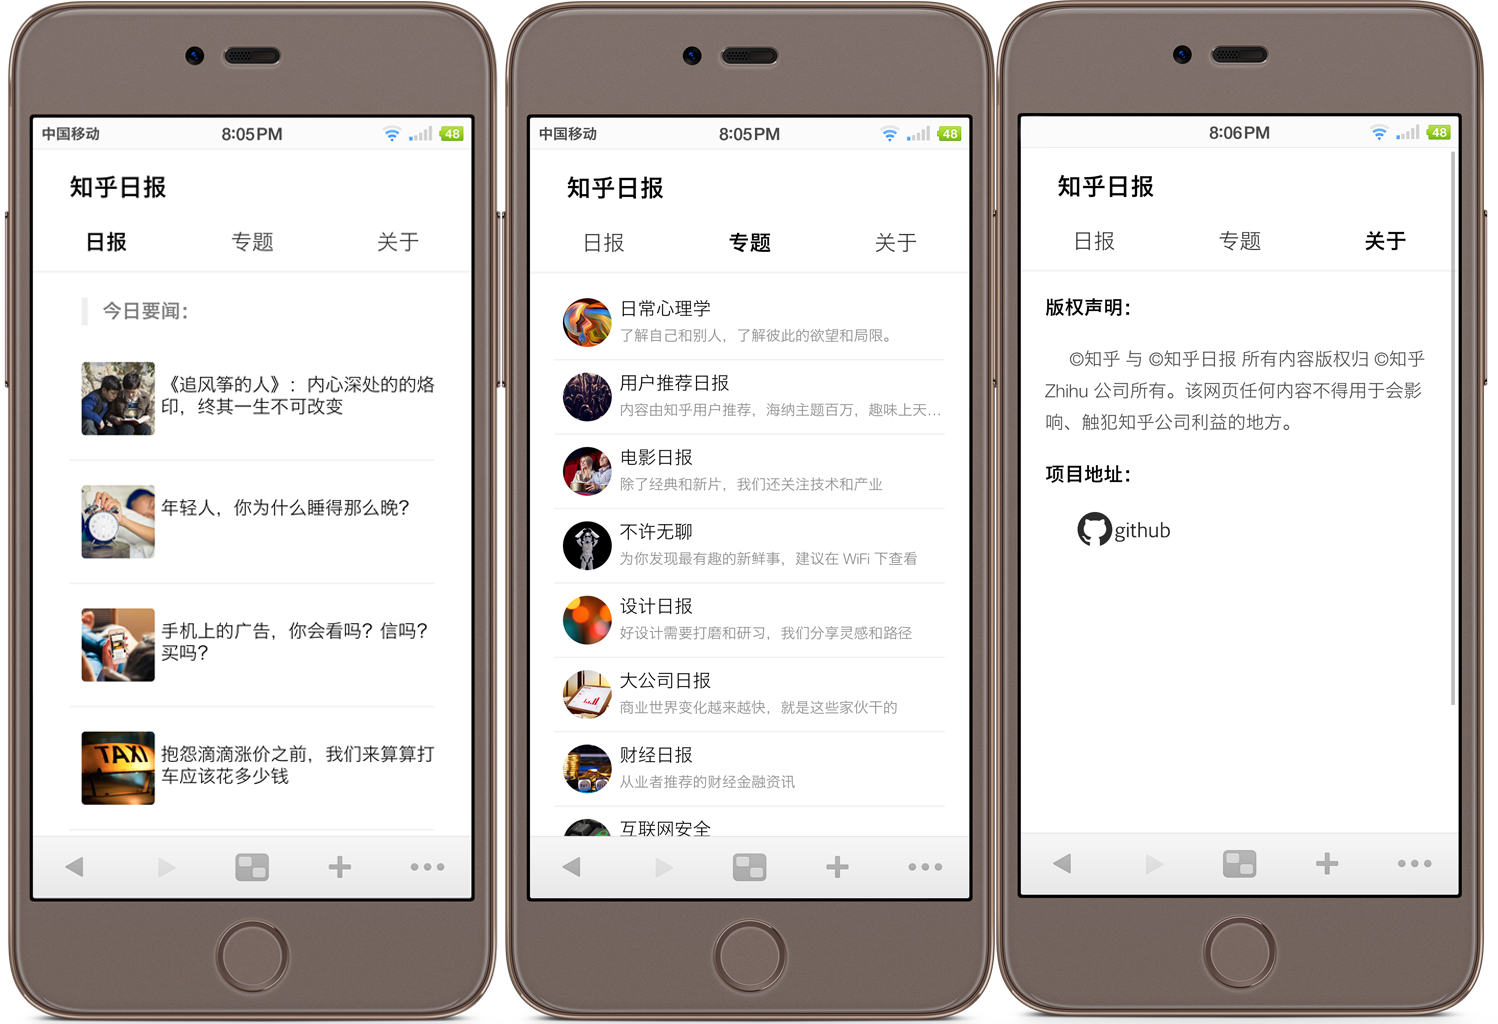 中国移动 8:05PM 48
知乎日报
日报 专题 关于
今日要闻：
《追风筝的人》：内心深处的的烙
印，终其一生不可改变
年轻人，你为什么睡得那么晚？
手机上的广告，你会看吗？信吗？
买吗？
TAXI
抱怨滴滴涨价之前，我们来算算打
车应该花多少钱
中国移动 8:05PM 48
知乎日报
日报 专题 关于
日常心理学
了解自己和别人，了解彼此的欲望和局限。
用户推荐日报
内容由知乎用户推荐，海纳主题百万，趣味上天…
电影日报
除了经典和新片，我们还关注技术和产业
不许无聊
为你发现最有趣的新鲜事，建议在 WiFi 下查看
设计日报
好设计需要打磨和研习，我们分享灵感和路径
大公司日报
商业世界变化越来越快，就是这些家伙干的
财经日报
从业者推荐的财经金融资讯
互联网安全
8:06PM 48
知乎日报
日报 专题 关于
版权声明：
©知乎 与 ©知乎日报 所有内容版权归 ©知乎
Zhihu 公司所有。该网页任何内容不得用于会影
响、触犯知乎公司利益的地方。
项目地址：
github